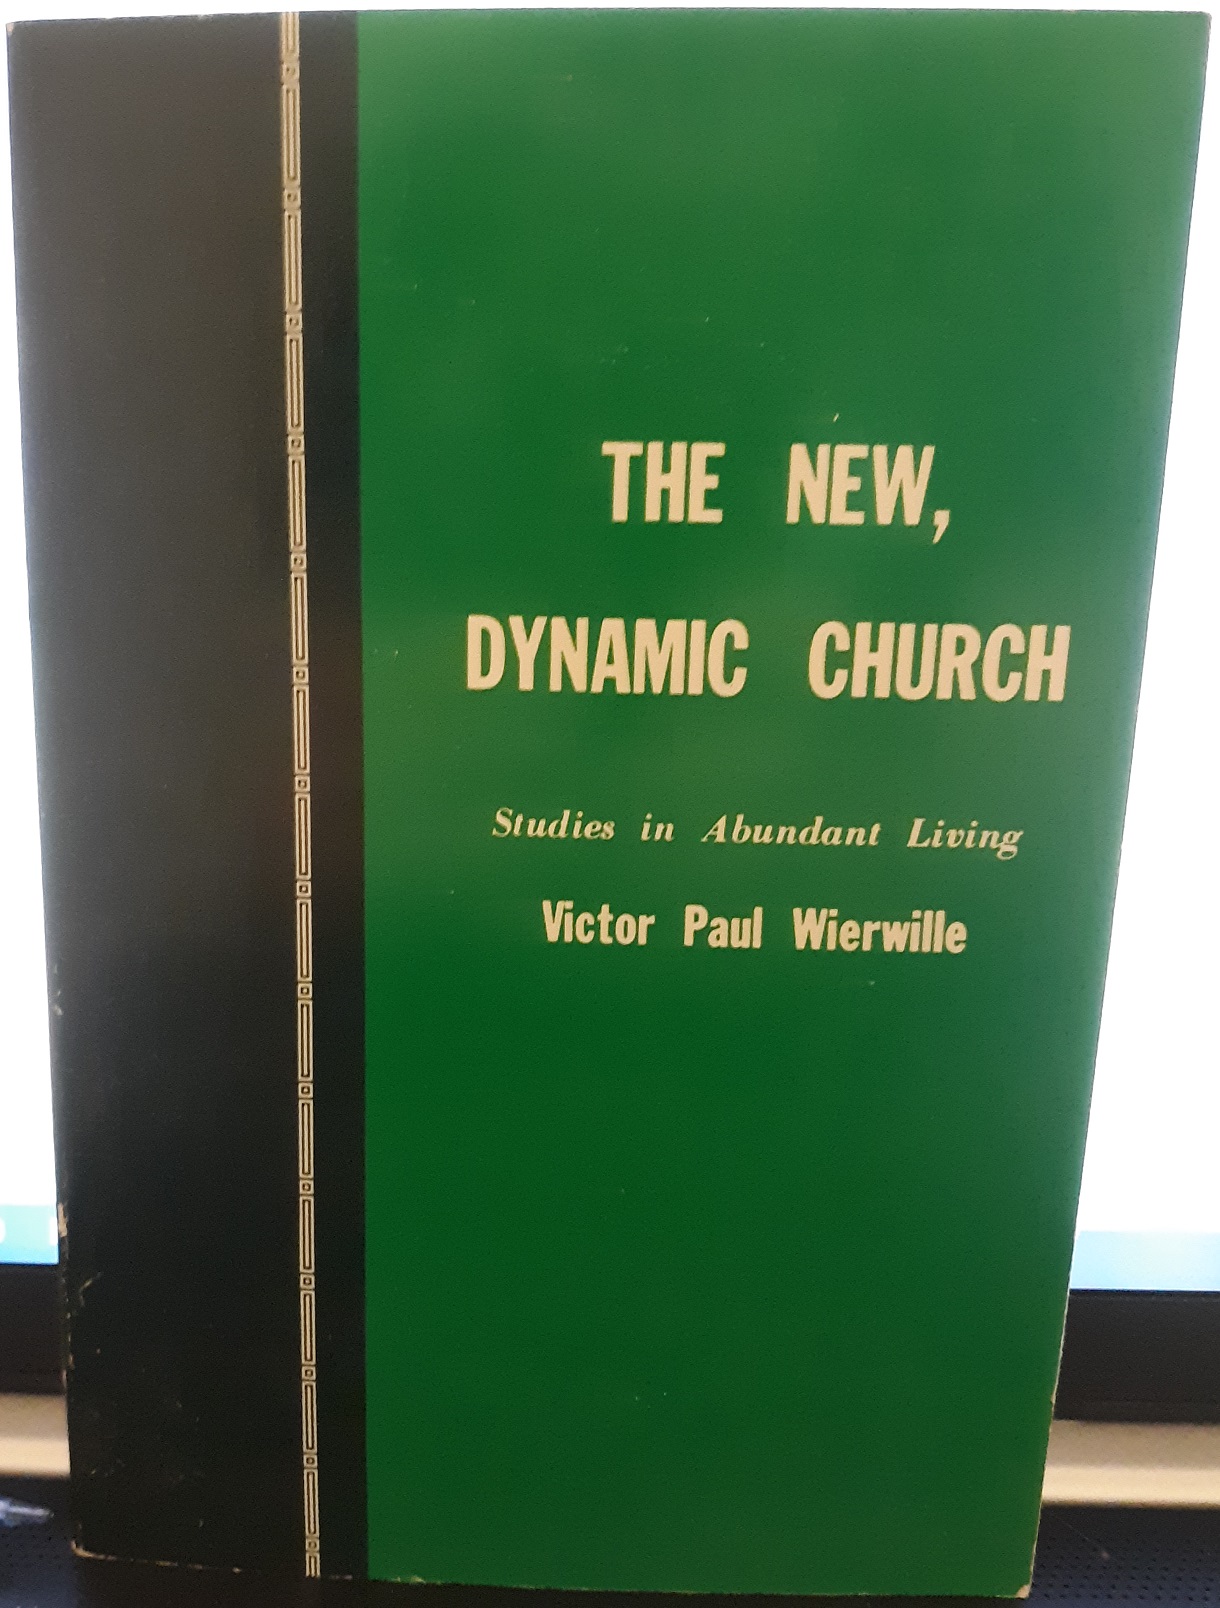 THE NEW,
DYNAMIC CHURCH
Studies in Abundant Living
Victor Paul Wierwille